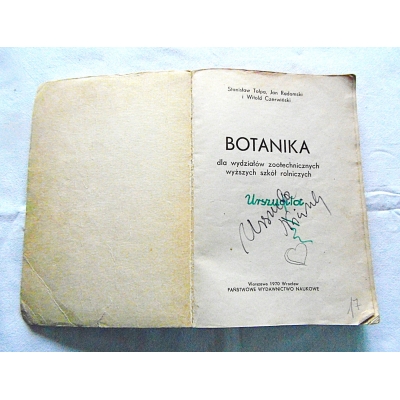 Stanisław Tołpa, Jan Radomski
i Witold Czerwiński
BOTANIKA
dla wydziałów zootechnicznych
wyższych szkół rolniczych
Urszula
Urszula
Warszawa 1970 Wrocław
PAŃSTWOWE WYDAWNICTWO NAUKOWE
17